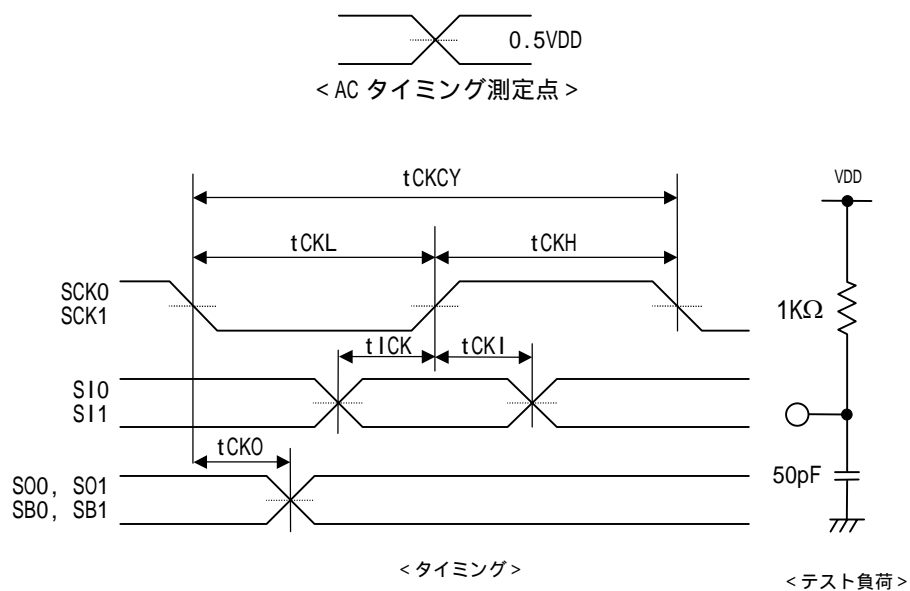 0.5VDD
<AC タイミング測定点>
tCKCY
VDD
tCKL
tCKH
SCK0
SCK1
1KΩ
tICK
tCKI
SI0
SI1
tCKO
SO0, SO1
SB0, SB1
50pF
<タイミング>
<テスト負荷>